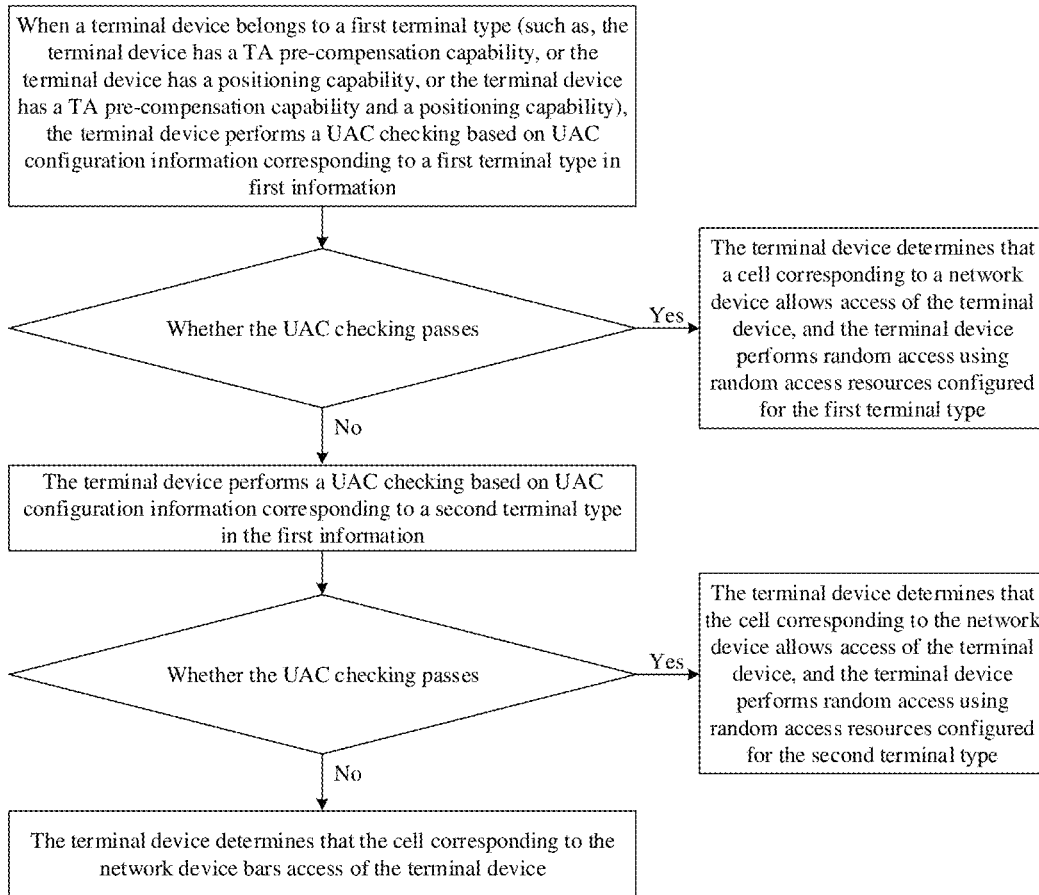 When a terminal device belongs to a first terminal type (such as, the
terminal device has a TA pre-compensation capability, or the
terminal device has a positioning capability, or the terminal device
has a TA pre-compensation capability and a positioning capability),
the terminal device performs a UAC checking based on UAC
configuration information corresponding to a first terminal type in
first information
Whether the UAC checking passes
Yes
The terminal device determines that
a cell corresponding to a network
device allows access of the terminal
device, and the terminal device
performs random access using
random access resources configured
for the first terminal type
No
The terminal device performs a UAC checking based on UAC
configuration information corresponding to a second terminal type
in the first information
Whether the UAC checking passes
Yes
The terminal device determines that
the cell corresponding to the network
device allows access of the terminal
device, and the terminal device
performs random access using
random access resources configured
for the second terminal type
No
The terminal device determines that the cell corresponding to the
network device bars access of the terminal device